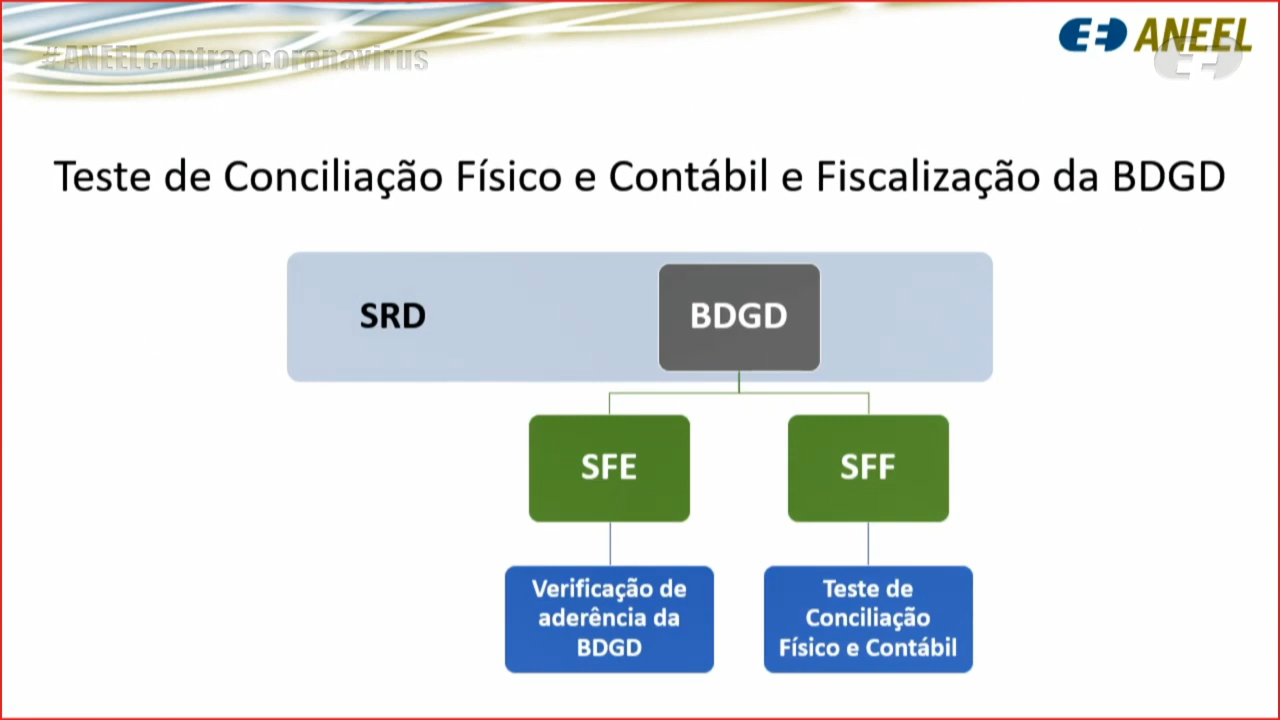 #ANEELcontraocoronavirus
ANEEL
Teste de Conciliação Físico e Contábil e Fiscalização da BDGD
SRD
BDGD
SFE
SFF
Verificação de
aderência da
BDGD
Teste de
Conciliação
Físico e Contábil